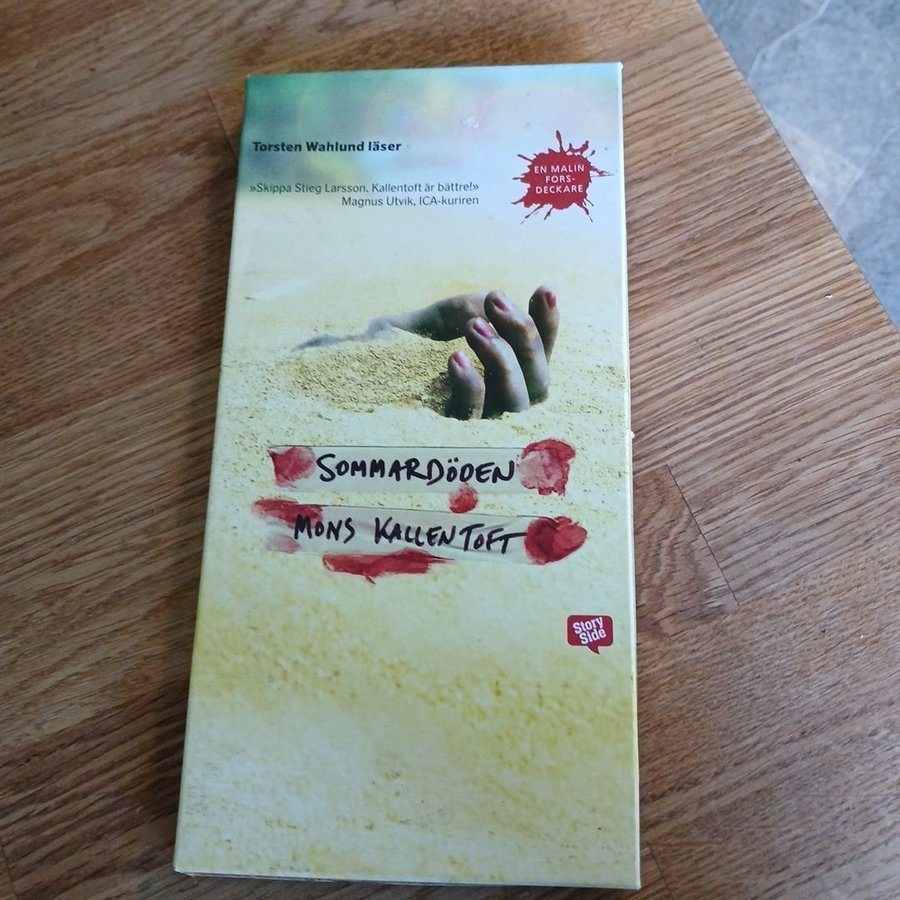 Torsten Wahlund läser
»Skippa Stieg Larsson, Kallentoft är bättre!»
Magnus Utvik, ICA-kuriren
EN MALIN
FORS-
DECKARE
SOMMARDÖDEN
MONS KALLENTOFT
Story
Side